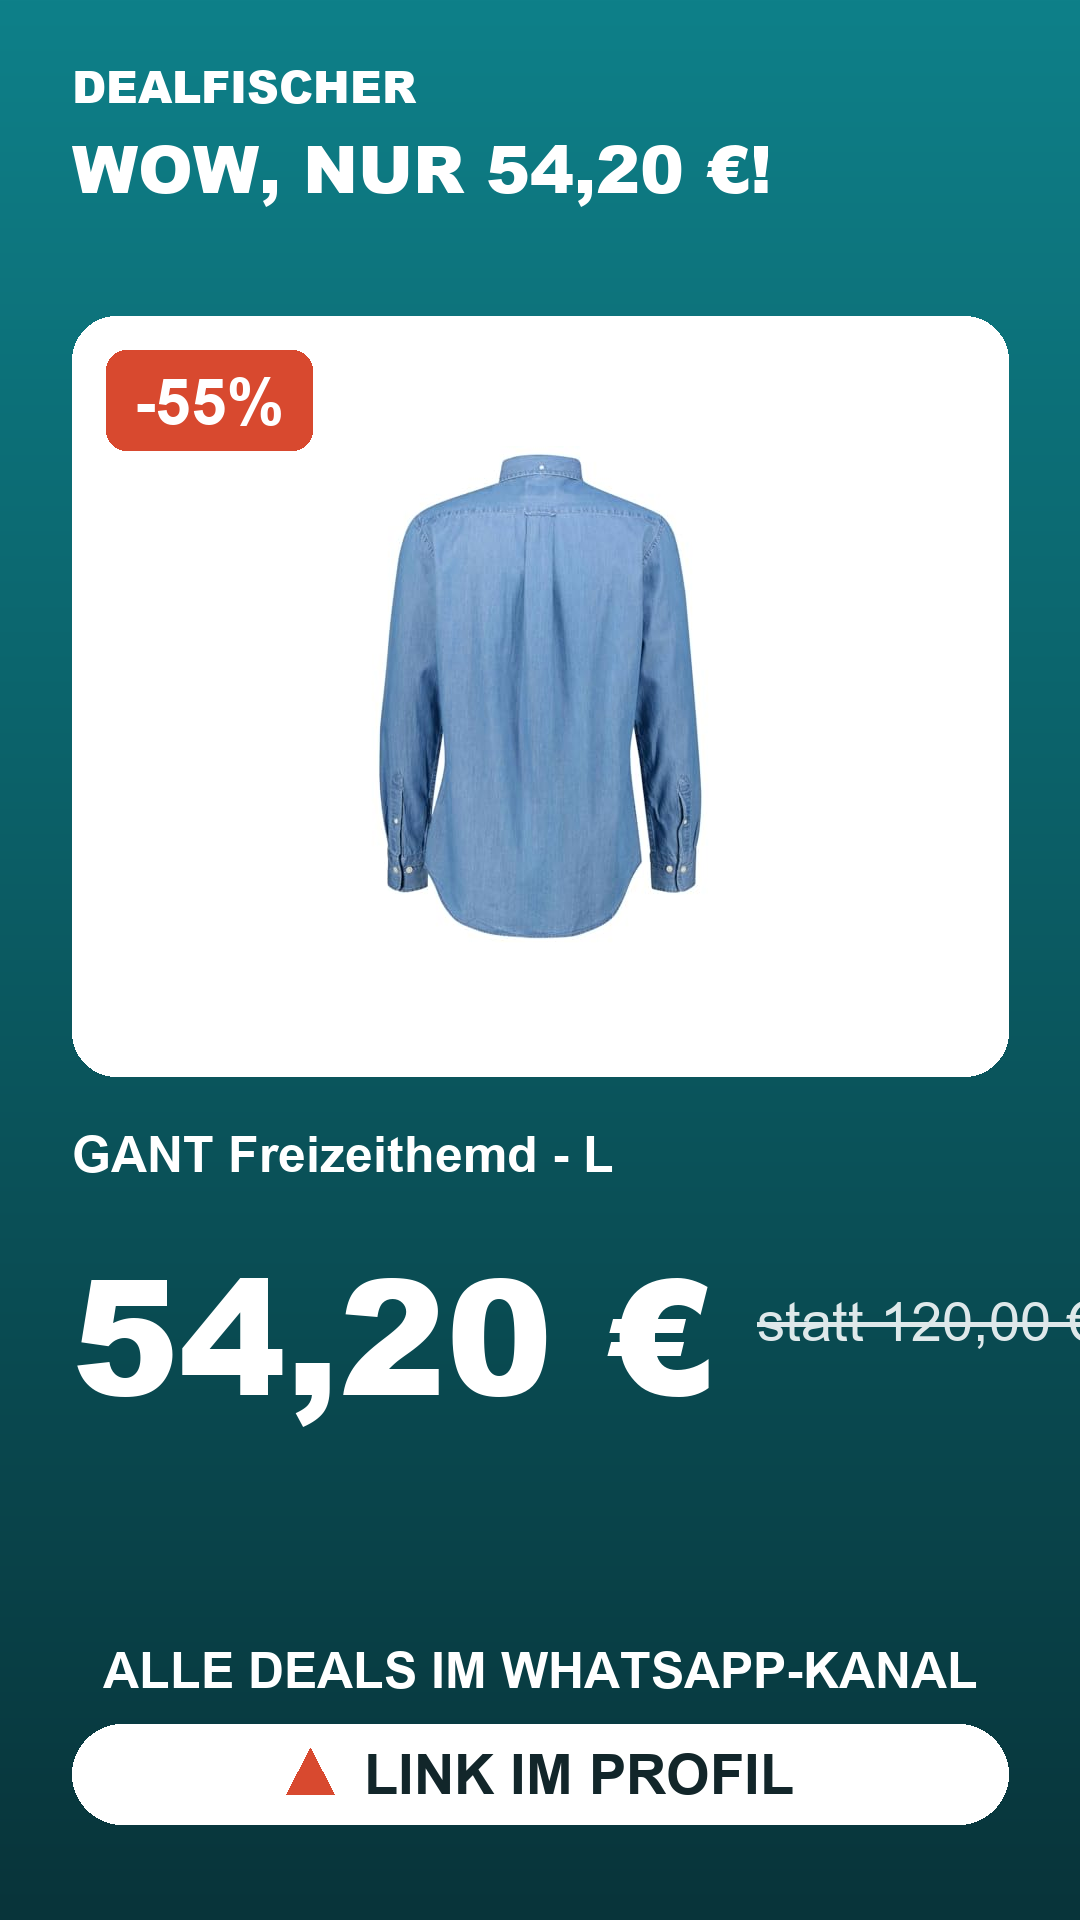 DEALFISCHER
WOW, NUR 54,20 €!
-55%
GANT Freizeithemd - L
54,20 €
statt 120,00 €
ALLE DEALS IM WHATSAPP-KANAL
LINK IM PROFIL